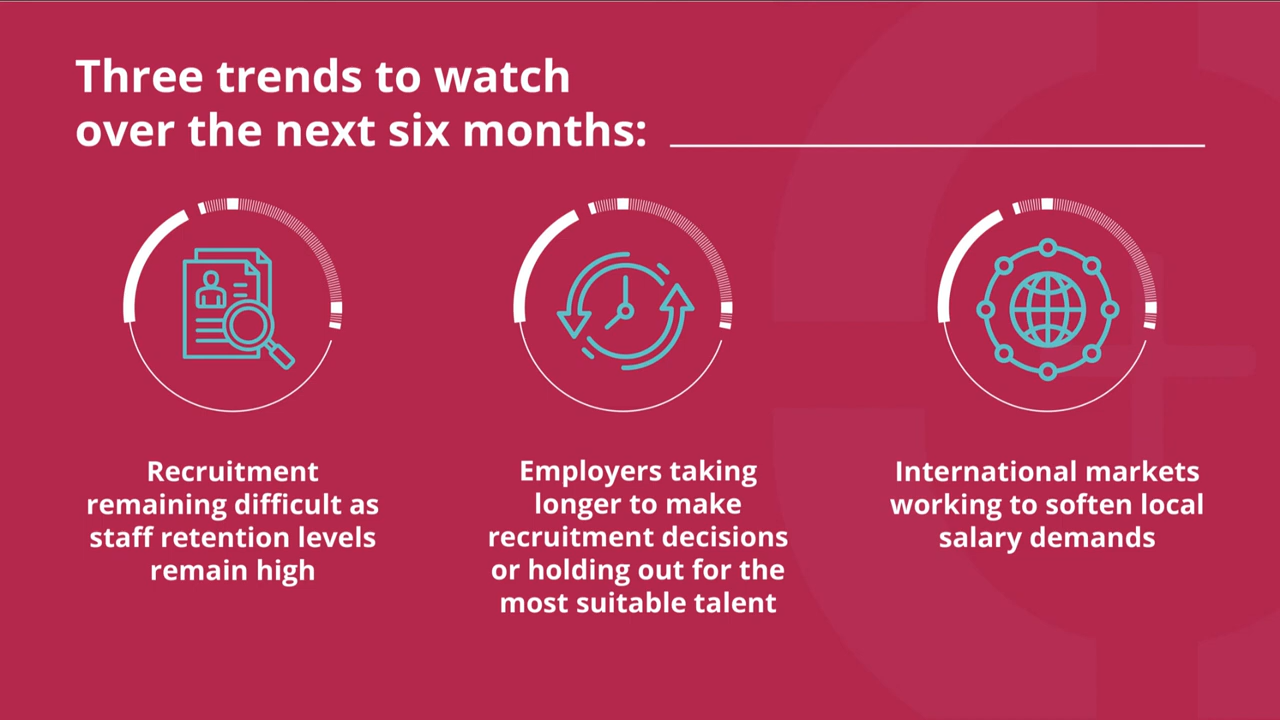 Three trends to watch
over the next six months:
Recruitment
remaining difficult as
staff retention levels
remain high
Employers taking
longer to make
recruitment decisions
or holding out for the
most suitable talent
International markets
working to soften local
salary demands